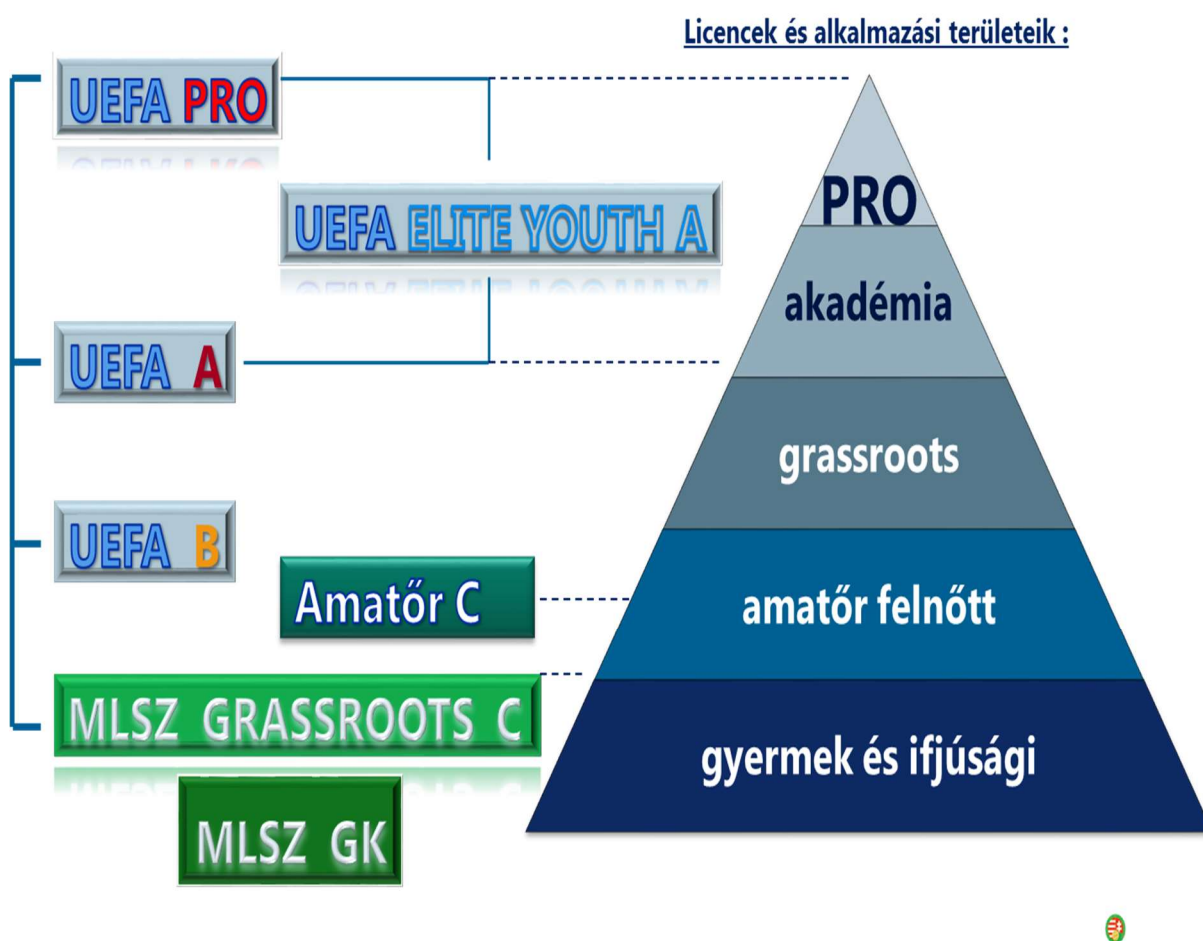 Licencek és alkalmazási területeik :
UEFA PRO
UEFA ELITE YOUTH A
UEFA A
UEFA B
Amatőr C
MLSZ GRASSROOTS C
MLSZ GK
PRO
akadémia
grassroots
amatőr felnőtt
gyermek és ifjúsági